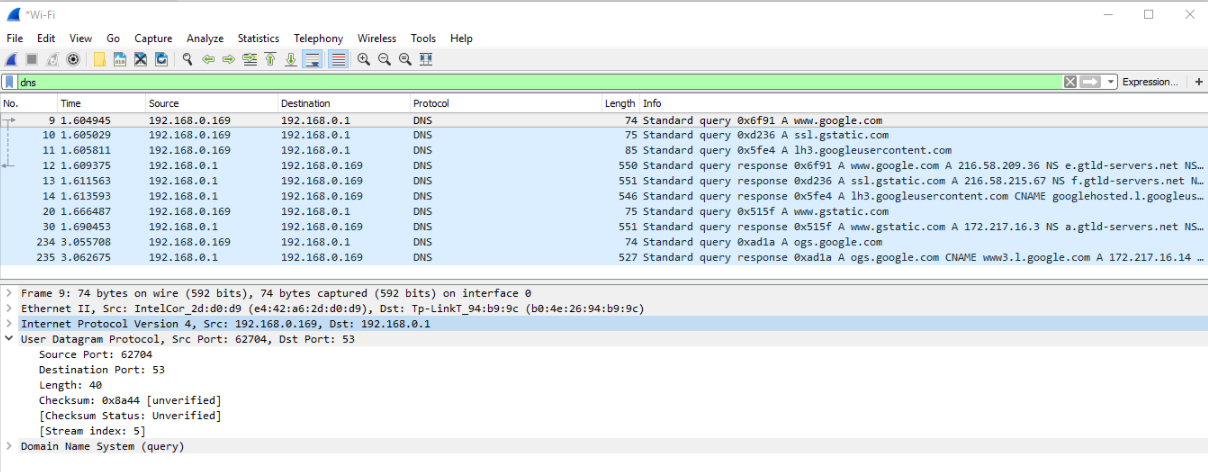 *Wi-Fi
File Edit View Go Capture Analyze Statistics Telephony Wireless Tools Help
dns Expression... +
No. Time Source Destination Protocol Length Info
9 1.604945 192.168.0.169 192.168.0.1 DNS 74 Standard query 0x6f91 A www.google.com
10 1.605029 192.168.0.169 192.168.0.1 DNS 75 Standard query 0xd236 A ssl.gstatic.com
11 1.605811 192.168.0.169 192.168.0.1 DNS 85 Standard query 0x5fe4 A lh3.googleusercontent.com
12 1.609375 192.168.0.1 192.168.0.169 DNS 550 Standard query response 0x6f91 A www.google.com A 216.58.209.36 NS e.gtld-servers.net NS...
13 1.611563 192.168.0.1 192.168.0.169 DNS 551 Standard query response 0xd236 A ssl.gstatic.com A 216.58.215.67 NS f.gtld-servers.net N...
14 1.613593 192.168.0.1 192.168.0.169 DNS 546 Standard query response 0x5fe4 A lh3.googleusercontent.com CNAME googlehosted.l.googleus...
20 1.666487 192.168.0.169 192.168.0.1 DNS 75 Standard query 0x515f A www.gstatic.com
30 1.690453 192.168.0.1 192.168.0.169 DNS 551 Standard query response 0x515f A www.gstatic.com A 172.217.16.3 NS a.gtld-servers.net NS...
234 3.055708 192.168.0.169 192.168.0.1 DNS 74 Standard query 0xad1a A ogs.google.com
235 3.062675 192.168.0.1 192.168.0.169 DNS 527 Standard query response 0xad1a A ogs.google.com CNAME www3.l.google.com A 172.217.16.14 ...
Frame 9: 74 bytes on wire (592 bits), 74 bytes captured (592 bits) on interface 0
Ethernet II, Src: IntelCor_2d:d0:d9 (e4:42:a6:2d:d0:d9), Dst: Tp-LinkT_94:b9:9c (b0:4e:26:94:b9:9c)
Internet Protocol Version 4, Src: 192.168.0.169, Dst: 192.168.0.1
User Datagram Protocol, Src Port: 62704, Dst Port: 53
Source Port: 62704
Destination Port: 53
Length: 40
Checksum: 0x8a44 [unverified]
[Checksum Status: Unverified]
[Stream index: 5]
Domain Name System (query)